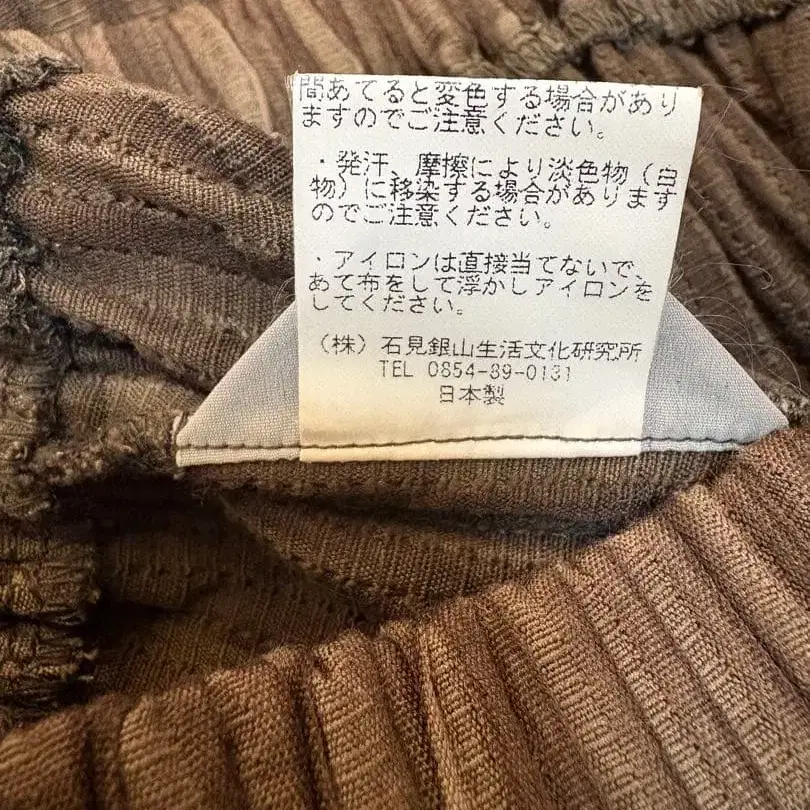 間あてると変色する場合があり
ますのでご注意ください。
・発汗、摩擦により淡色物（白
物）に移染する場合があります
のでご注意ください。
・アイロンは直接当てないで、
あて布をして浮かしアイロンを
してください。
（株）石見銀山生活文化研究所
TEL 0854-89-0131
日本製